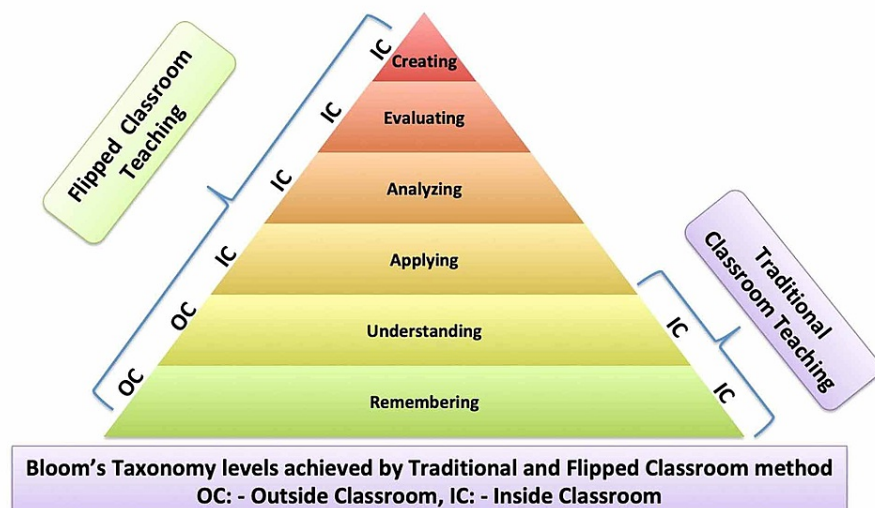 Flipped Classroom
Teaching
IC
Creating
IC
Evaluating
IC
Analyzing
IC
Applying
OC
Understanding
IC
OC
Remembering
IC
Traditional
Classroom Teaching
Bloom’s Taxonomy levels achieved by Traditional and Flipped Classroom method
OC: - Outside Classroom, IC: - Inside Classroom